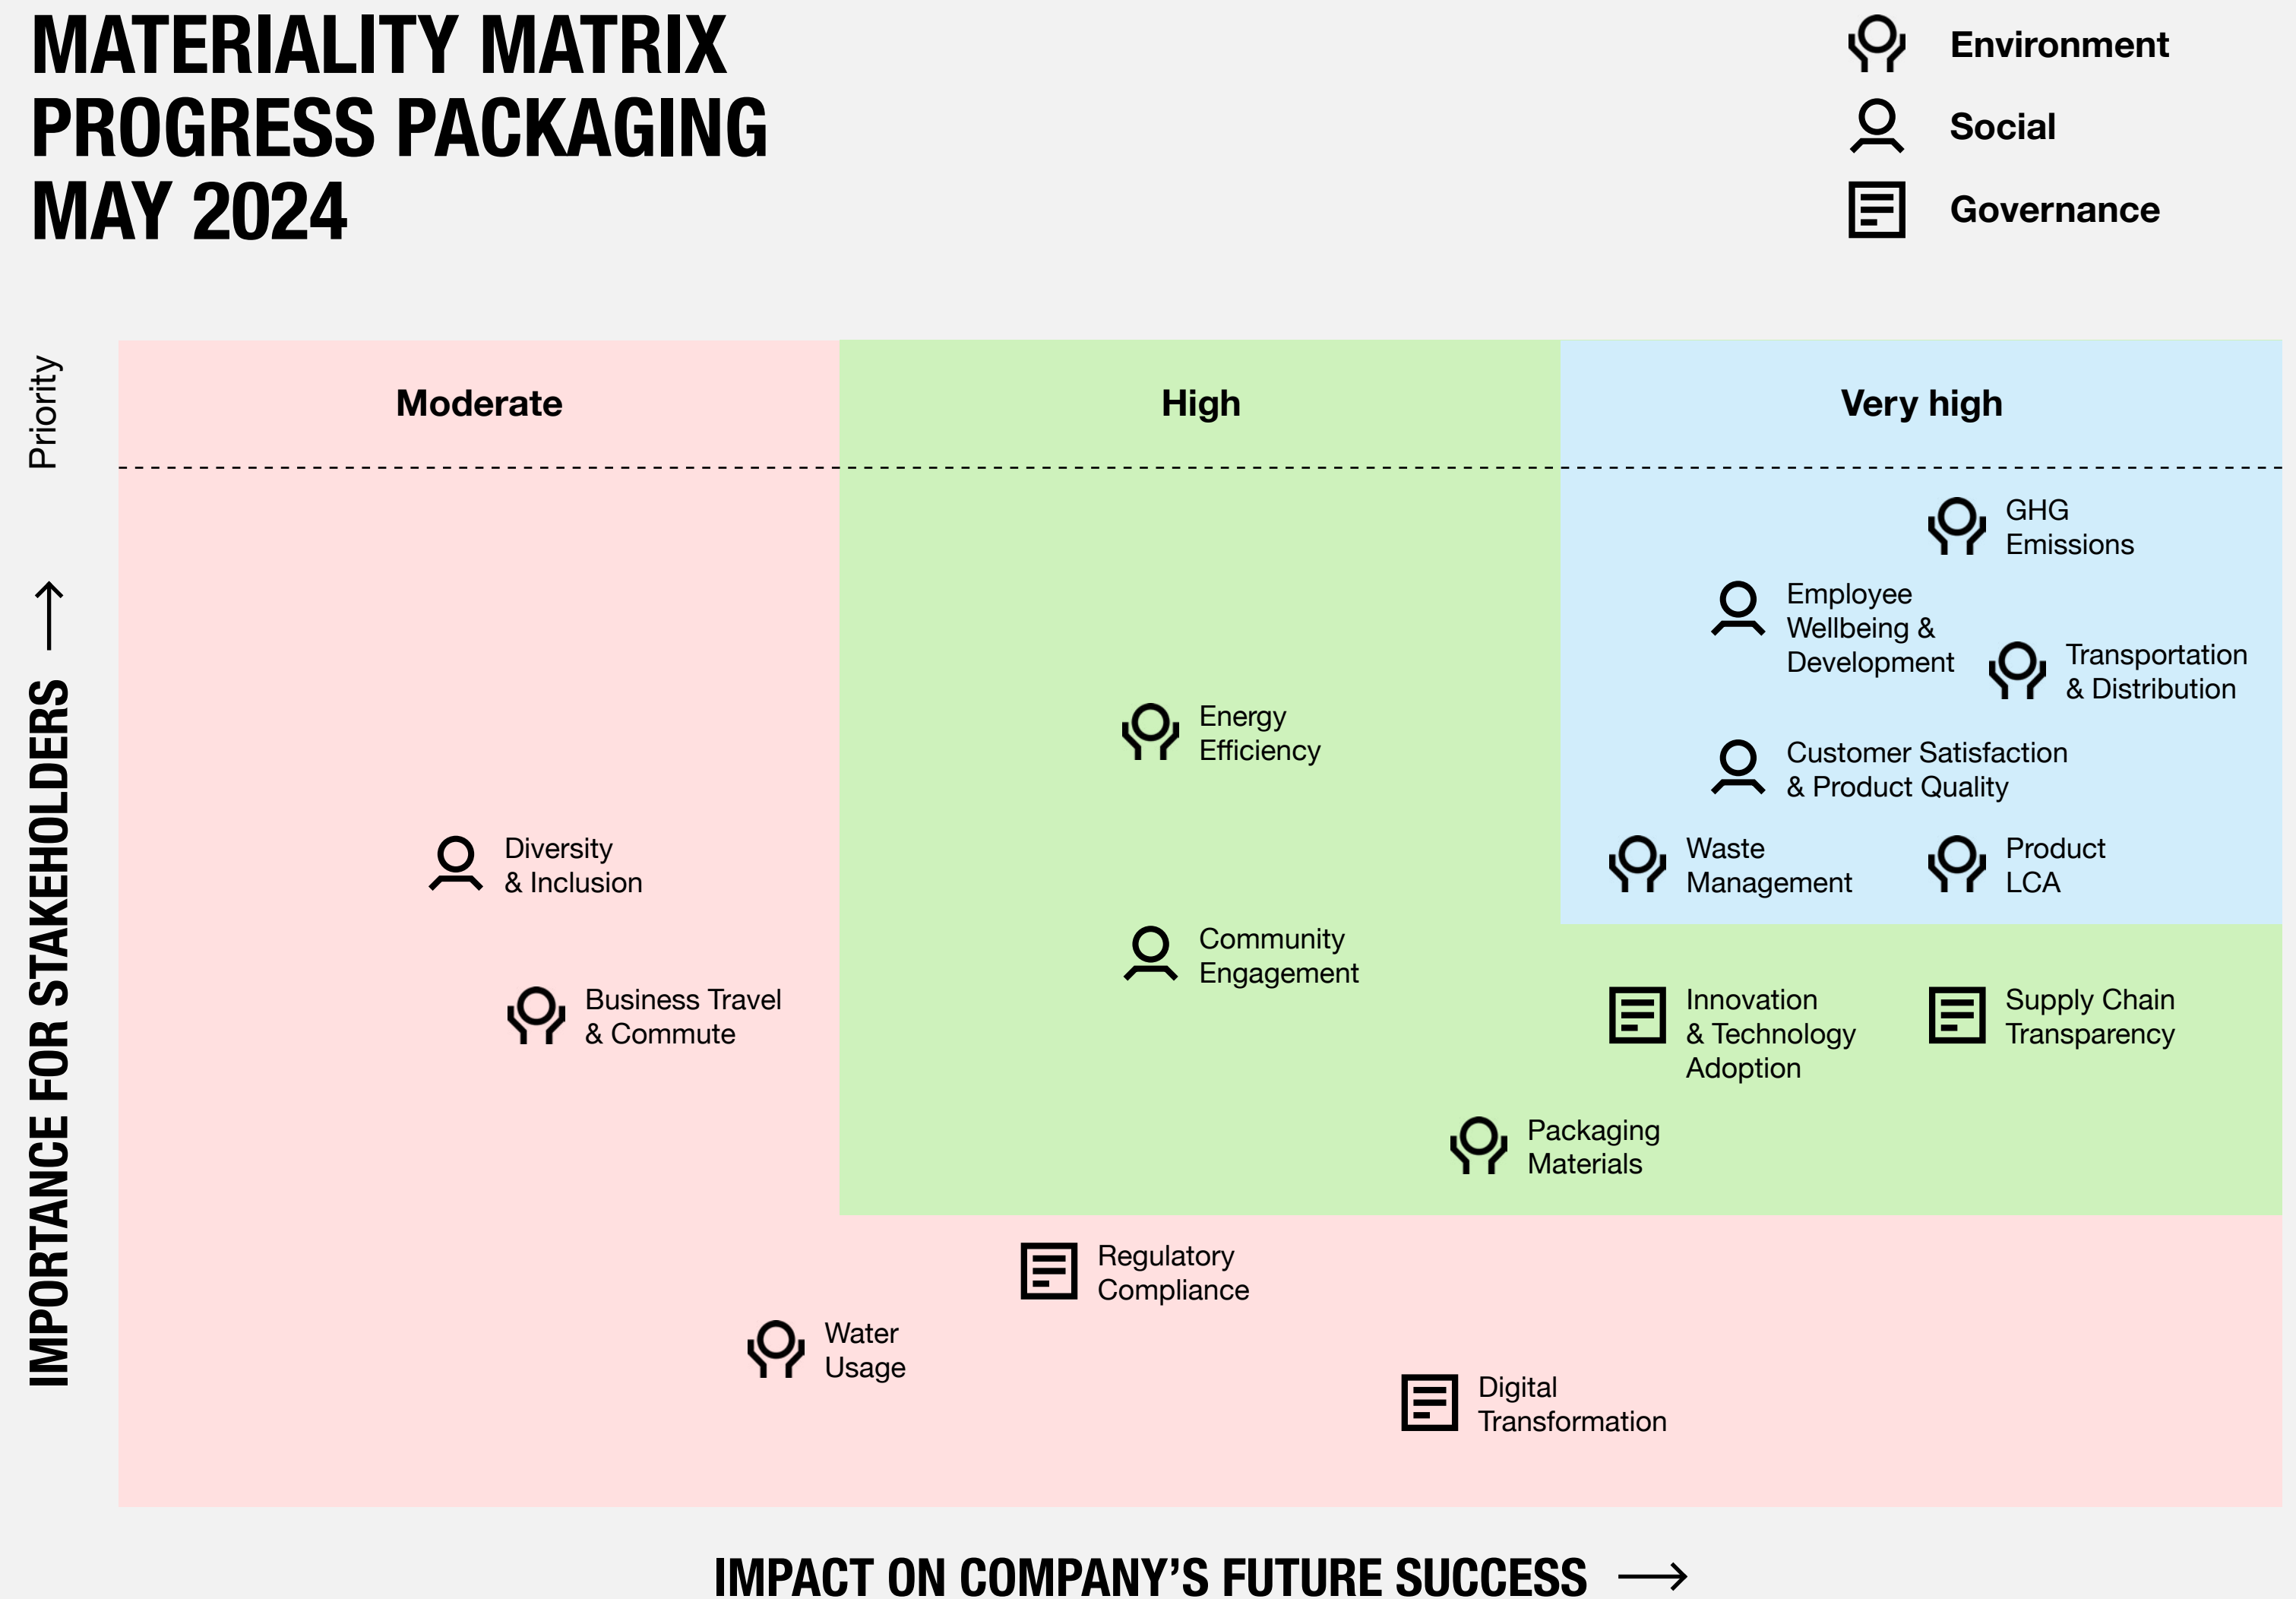 MATERIALITY MATRIX
PROGRESS PACKAGING
MAY 2024
Environment
Social
Governance
Priority
Moderate
High
Very high
IMPORTANCE FOR STAKEHOLDERS
GHG
Emissions
Employee
Wellbeing &
Development
Transportation
& Distribution
Energy
Efficiency
Customer Satisfaction
& Product Quality
Diversity
& Inclusion
Waste
Management
Product
LCA
Community
Engagement
Business Travel
& Commute
Innovation
& Technology
Adoption
Supply Chain
Transparency
Packaging
Materials
Regulatory
Compliance
Water
Usage
Digital
Transformation
IMPACT ON COMPANY’S FUTURE SUCCESS